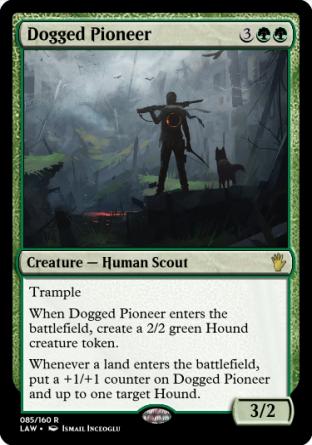 Dogged Pioneer 3
Creature — Human Scout
Trample
When Dogged Pioneer enters the
battlefield, create a 2/2 green Hound
creature token.
Whenever a land enters the battlefield,
put a +1/+1 counter on Dogged Pioneer
and up to one target Hound.
3/2
085/160 R
LAW • Ismail Inceoglu